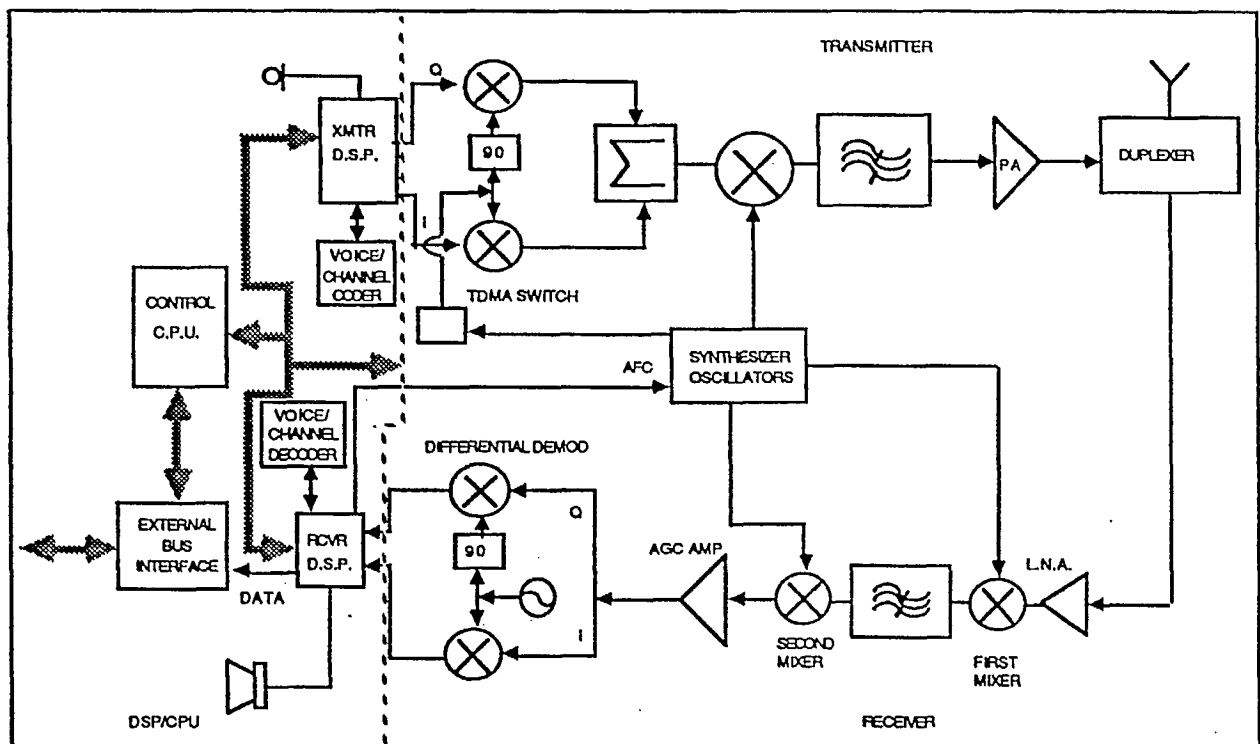 TRANSMITTER
Q
XMTR
D.S.P.
90
PA
DUPLEXER
I
VOICE/
CHANNEL
CODER
TDMA SWITCH
CONTROL
C.P.U.
SYNTHESIZER
OSCILLATORS
AFC
VOICE/
CHANNEL
DECODER
DIFFERENTIAL DEMOD
Q
EXTERNAL
BUS
INTERFACE
RCVR
D.S.P.
90
AGC AMP
L.N.A.
DATA
I
SECOND
MIXER
FIRST
MIXER
DSP/CPU
RECEIVER